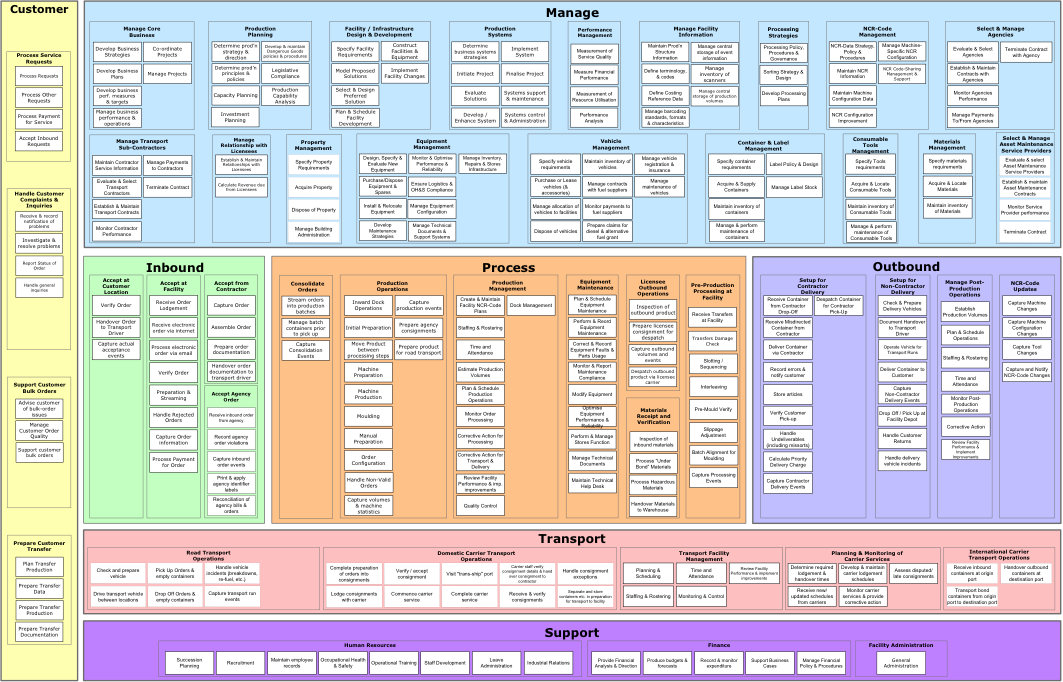 Customer
Process Service
Requests
Process Requests
Process Other
Requests
Process Payment
for Service
Accept Inbound
Requests
Handle Customer
Complaints &
Inquiries
Receive & record
notification of
problems
Investigate &
resolve problems
Report Status of
Order
Handle general
inquiries
Support Customer
Bulk Orders
Advise customer
of bulk-order
issues
Manage
Customer Order
Quality
Support customer
bulk orders
Prepare Customer
Transfer
Plan Transfer
Production
Prepare Transfer
Data
Prepare Transfer
Production
Prepare Transfer
Documentation
Manage
Manage Core
Business
Develop Business
Strategies
Co-ordinate
Projects
Develop Business
Plans
Manage Projects
Develop business
perf. measures
& targets
Manage business
performance &
operations
Production
Planning
Determine prod's
strategy &
direction
Develop & maintain
Dangerous Goods
policies & procedures
Determine prod's
principles &
policies
Legislative
Compliance
Capacity Planning
Production
Capability
Analysis
Investment
Planning
Facility / Infrastructure
Design & Development
Specify Facility
Requirements
Construct
Facilities &
Equipment
Model Proposed
Solutions
Implement
Facility Changes
Select & Design
Preferred
Solution
Plan & Schedule
Facility
Development
Production
Systems
Determine
business systems
strategies
Implement
System
Initiate Project
Finalise Project
Evaluate
Solutions
Systems support
& maintenance
Develop /
Enhance System
Systems control
& Administration
Performance
Management
Measurement of
Service Quality
Measure Financial
Performance
Measurement of
Resource Utilisation
Performance
Analysis
Manage Facility
Information
Maintain Prod's
Structure
Information
Manage central
storage of event
information
Define terminology,
& codes
Manage
inventory of
scanners
Define Costing
Reference Data
Manage central
storage of production
volumes
Manage barcoding
standards, formats
& characteristics
Processing
Strategies
Processing Policy,
Procedures &
Governance
Sorting Strategy &
Design
Develop Processing
Plans
NCR-Code
Management
NCR-Data Strategy,
Policy &
Procedures
Manage Machine-
Specific NCR
Configuration
Maintain NCR
Information
NCR Code-Sharing
Management &
Support
Maintain Machine
Configuration Data
NCR Configuration
Improvement
Select & Manage
Agencies
Evaluate & Select
Agencies
Terminate Contract
with Agency
Establish & Maintain
Contracts with
Agencies
Monitor Agencies
Performance
Manage Payments
To/From Agencies
Manage Transport
Sub-Contractors
Maintain Contractor
Service Information
Manage Payments
to Contractors
Evaluate & Select
Transport
Contractors
Terminate Contract
Establish & Maintain
Transport Contracts
Monitor Contractor
Performance
Manage
Relationship with
Licensees
Establish & Maintain
Relationships with
Licensees
Calculate Revenue due
from Licensees
Property
Management
Specify Property
Requirements
Acquire Property
Dispose of Property
Manage Building
Administration
Equipment
Management
Design, Specify &
Evaluate New
Equipment
Monitor & Optimise
Performance &
Reliability
Manage Inventory,
Repairs & Stores
Infrastructure
Purchase/Dispose
Equipment &
Spares
Ensure Logistics &
OH&S Compliance
Install & Relocate
Equipment
Manage Equipment
Configuration
Develop
Maintenance
Strategies
Manage Technical
Documents &
Support Systems
Vehicle
Management
Specify vehicle
requirements
Maintain inventory of
vehicles
Manage vehicle
registration &
insurance
Purchase or Lease
vehicles (&
accessories)
Manage contracts
with fuel suppliers
Manage
maintenance of
vehicles
Manage allocation of
vehicles to facilities
Monitor payments to
fuel suppliers
Dispose of vehicles
Prepare claims for
diesel & alternative
fuel grant
Container & Label
Management
Specify container
requirements
Label Policy & Design
Acquire & Supply
Containers
Manage Label Stock
Maintain inventory
of containers
Manage & perform
maintenance of
containers
Consumable
Tools
Management
Specify Tools
requirements
Acquire & Locate
Consumable Tools
Maintain inventory of
Consumable Tools
Manage & perform
maintenance of
Consumable Tools
Materials
Management
Specify materials
requirements
Acquire & Locate
Materials
Maintain inventory
of Materials
Select & Manage
Asset Maintenance
Service Providers
Evaluate & select
Asset Maintenance
Service Providers
Establish & maintain
Asset Maintenance
Contracts
Monitor Service
Provider performance
Terminate Contract
Inbound
Accept at
Customer
Location
Verify Order
Handover Order
to Transport
Driver
Capture actual
acceptance
events
Accept at
Facility
Receive Order
Lodgement
Receive electronic
order via internet
Process electronic
order via email
Verify Order
Preparation &
Streaming
Handle Rejected
Orders
Capture Order
information
Process Payment
for Order
Accept from
Contractor
Capture Order
Assemble Order
Prepare order
documentation
Handover order
documentation to
transport driver
Accept Agency
Order
Receive inbound order
from agency
Record agency
order violations
Capture inbound
order events
Print & apply
agency identifier
labels
Reconciliation of
agency bills &
orders
Process
Consolidate
Orders
Stream orders
into production
batches
Manage batch
containers prior
to pick up
Capture
Consolidation
Events
Production
Operations
Inward Dock
Operations
Capture
production events
Initial Preparation
Prepare agency
consignments
Move Product
between
processing steps
Prepare product
for road transport
Machine
Preparation
Machine
Production
Moulding
Manual
Preparation
Order
Configuration
Handle Non-Valid
Orders
Capture volumes
& machine
statistics
Production
Management
Create & Maintain
Facility NCR-Code
Plans
Dock Management
Staffing & Rostering
Time and
Attendance
Estimate Production
Volumes
Plan & Schedule
Production
Operations
Monitor Order
Processing
Corrective Action for
Processing
Corrective Action for
Transport &
Delivery
Review Facility
Performance & Imp.
improvements
Quality Control
Equipment
Maintenance
Plan & Schedule
Equipment
Maintenance
Perform & Record
Equipment
Maintenance
Correct & Record
Equipment Faults &
Parts Usage
Monitor & Report
Maintenance
Compliance
Modify Equipment
Optimise
Equipment
Performance &
Reliability
Perform & Manage
Stores Function
Manage Technical
Documents
Maintain Technical
Help Desk
Licensee
Outbound
Operations
Inspection of
outbound product
Prepare licensee
consignment for
despatch
Capture outbound
volumes and
events
Despatch outbound
product via licensees
carrier
Materials
Receipt and
Verification
Inspection of
inbound materials
Process "Under
Bond" Materials
Process Hazardous
Materials
Handover Materials
to Warehouse
Pre-Production
Processing at
Facility
Receive Transfers
at Facility
Transfers Damage
Check
Slotting /
Sequencing
Interleaving
Pre-Mould Verify
Slippage
Adjustment
Batch Alignment for
Moulding
Capture Processing
Events
Outbound
Setup for
Contractor
Delivery
Receive Container
from Contractor
Drop-Off
Despatch Container
to Contractor
Pick-Up
Receive Misdirected
Container from
Contractor
Deliver Container
via Contractor
Record errors &
notify customer
Store articles
Verify Customer
Pick-up
Handle
Undeliverables
(including missorts)
Calculate Priority
Delivery Charge
Capture Contractor
Delivery Events
Setup for
Non-Contractor
Delivery
Check & Prepare
Delivery Vehicles
Document Handover
to Transport
Driver
Operate Vehicle for
Transport Runs
Deliver Container to
Customer
Capture
Non-Contractor
Delivery Events
Drop Off / Pick Up at
Facility Depot
Handle Customer
Returns
Handle delivery
vehicle incidents
Manage Post-
Production
Operations
Establish
Production Volumes
Plan & Schedule
Operations
Staffing & Rostering
Time and
Attendance
Monitor Post-
Production
Operations
Corrective Action
Review Facility
Performance &
Implement
Improvements
NCR-Code
Updates
Capture Machine
Changes
Capture Machine
Configuration
Changes
Capture Tool
Changes
Capture and Notify
NCR-Code Changes
Transport
Road Transport
Operations
Check and prepare
vehicle
Pick Up Orders &
empty containers
Handle vehicle
incidents (breakdowns,
re-fuel, etc.)
Drive transport vehicle
between locations
Drop Off Orders &
empty containers
Capture transport run
events
Domestic Carrier Transport
Operations
Complete preparation
of orders into
consignments
Verify / accept
consignment
Visit "trans-ship" port
Carrier staff verify
consignment details & hand
over consignment to
contractor
Handle consignment
exceptions
Lodge consignments
with carrier
Commence carrier
service
Complete carrier
service
Receive & verify
consignments
Separate and store
containers etc. in preparation
for transport to facility
Transport Facility
Management
Planning &
Scheduling
Time and
Attendance
Review Facility
Performance & implement
improvements
Staffing & Rostering
Monitoring & Control
Planning & Monitoring of
Carrier Services
Determine required
lodgement &
handover times
Develop & maintain
carrier lodgement
schedules
Assess disputed/
late consignments
Receive new/
updated schedules
from carriers
Monitor carrier
services & provide
corrective action
International Carrier
Transport Operations
Receive inbound
containers at origin
port
Handover outbound
containers at
destination port
Transport bond
containers from origin
port to destination port
Support
Human Resources
Succession
Planning
Recruitment
Maintain employee
records
Occupational Health
& Safety
Operational Training
Staff Development
Leave
Administration
Industrial Relations
Finance
Provide Financial
Analysis & Direction
Produce budgets &
forecasts
Record & monitor
expenditure
Support Business
Cases
Manage Financial
Policy & Procedures
Facility Administration
General
Administration